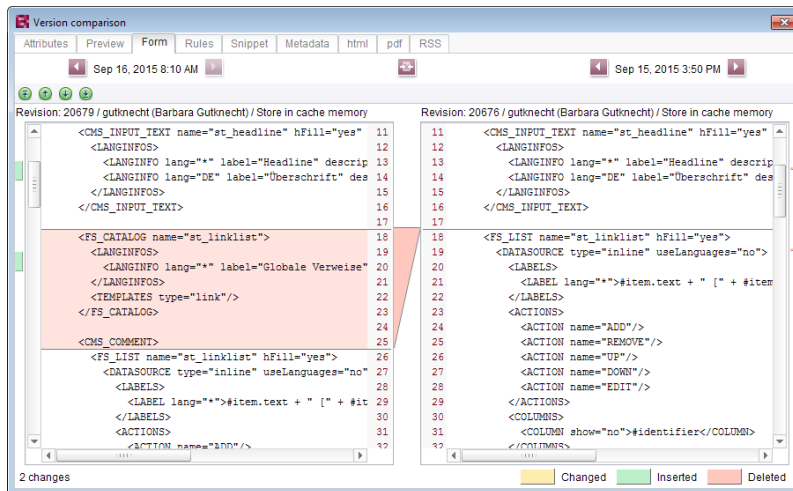 Version comparison
Attributes Preview Form Rules Snippet Metadata html pdf RSS
Sep 16, 2015 8:10 AM Sep 15, 2015 3:50 PM
Revision: 20679 / gutknecht (Barbara Gutknecht) / Store in cache memory
<CMS_INPUT_TEXT name="st_headline" hFill="yes" 11
<LANGINFOS> 12
<LANGINFO lang="*" label="Headline" descrip 13
<LANGINFO lang="DE" label="Überschrift" des 14
</LANGINFOS> 15
</CMS_INPUT_TEXT> 16
17
<FS_CATALOG name="st_linklist"> 18
<LANGINFOS> 19
<LANGINFO lang="*" label="Globale Verweise" 20
</LANGINFOS> 21
<TEMPLATES type="link"/> 22
</FS_CATALOG> 23
24
<CMS_COMMENT> 25
<FS_LIST name="st_linklist" hFill="yes"> 26
<DATASOURCE type="inline" useLanguages="no" 27
<LABELS> 28
<LABEL lang="*">#item.text + " [" + #it 29
</LABELS> 30
<ACTIONS> 31
<ACTION name="ADD"/> 32
Revision: 20676 / gutknecht (Barbara Gutknecht) / Store in cache memory
11 <CMS_INPUT_TEXT name="st_headline" hFill="yes"
12 <LANGINFOS>
13 <LANGINFO lang="*" label="Headline" descrip
14 <LANGINFO lang="DE" label="Überschrift" des
15 </LANGINFOS>
16 </CMS_INPUT_TEXT>
17
18 <FS_LIST name="st_linklist" hFill="yes">
19 <DATASOURCE type="inline" useLanguages="no">
20 <LABELS>
21 <LABEL lang="*">#item.text + " [" + #item
22 </LABELS>
23 <ACTIONS>
24 <ACTION name="ADD"/>
25 <ACTION name="REMOVE"/>
26 <ACTION name="UP"/>
27 <ACTION name="DOWN"/>
28 <ACTION name="EDIT"/>
29 </ACTIONS>
30 <COLUMNS>
31 <COLUMN show="no">#identifier</COLUMN>
32 </COLUMNS>
2 changes Changed Inserted Deleted